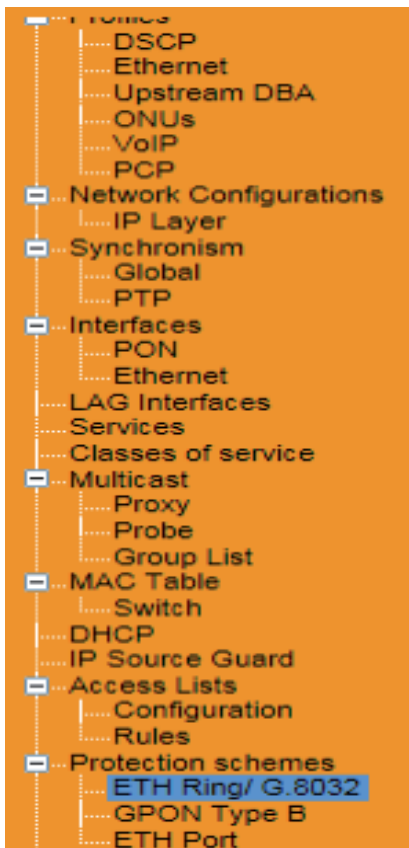 Profiles
DSCP
Ethernet
Upstream DBA
ONUs
VoIP
PCP
Network Configurations
IP Layer
Synchronism
Global
PTP
Interfaces
PON
Ethernet
LAG Interfaces
Services
Classes of service
Multicast
Proxy
Probe
Group List
MAC Table
Switch
DHCP
IP Source Guard
Access Lists
Configuration
Rules
Protection schemes
ETH Ring/ G.8032
GPON Type B
ETH Port